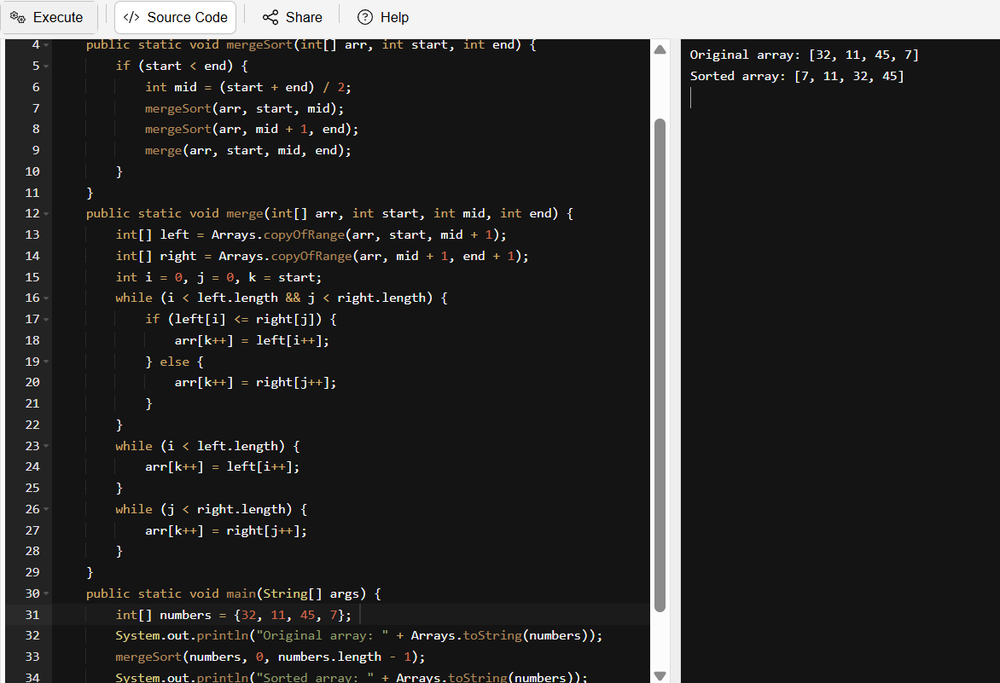 Execute </> Source Code Share Help
4 public static void mergeSort(int[] arr, int start, int end) {
5 if (start < end) {
6 int mid = (start + end) / 2;
7 mergeSort(arr, start, mid);
8 mergeSort(arr, mid + 1, end);
9 merge(arr, start, mid, end);
10 }
11 }
12 public static void merge(int[] arr, int start, int mid, int end) {
13 int[] left = Arrays.copyOfRange(arr, start, mid + 1);
14 int[] right = Arrays.copyOfRange(arr, mid + 1, end + 1);
15 int i = 0, j = 0, k = start;
16 while (i < left.length && j < right.length) {
17 if (left[i] <= right[j]) {
18 arr[k++] = left[i++];
19 } else {
20 arr[k++] = right[j++];
21 }
22 }
23 while (i < left.length) {
24 arr[k++] = left[i++];
25 }
26 while (j < right.length) {
27 arr[k++] = right[j++];
28 }
29 }
30 public static void main(String[] args) {
31 int[] numbers = {32, 11, 45, 7};
32 System.out.println("Original array: " + Arrays.toString(numbers));
33 mergeSort(numbers, 0, numbers.length - 1);
34 System.out.println("Sorted array: " + Arrays.toString(numbers));
Original array: [32, 11, 45, 7]
Sorted array: [7, 11, 32, 45]